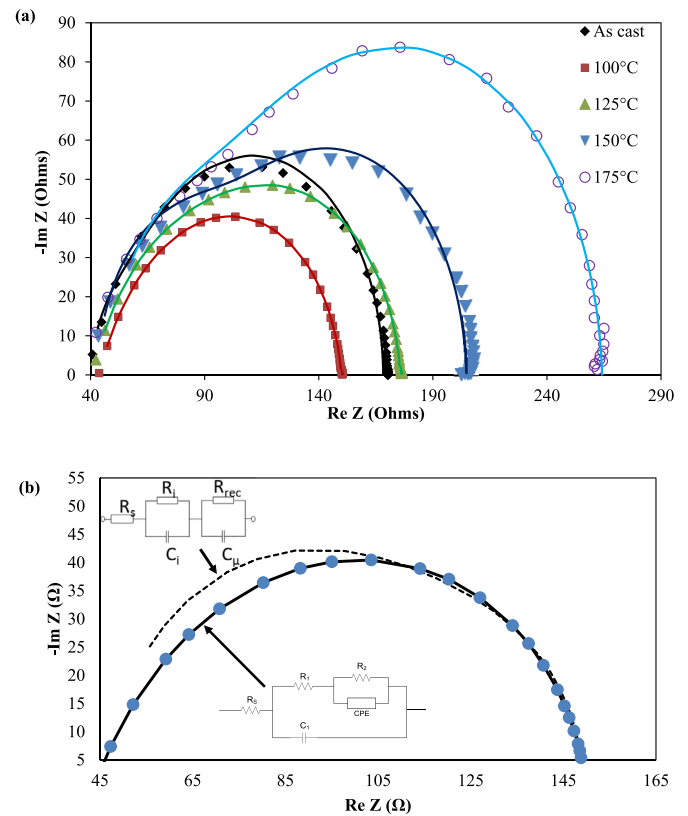 (a)
90
80
70
60
50
40
30
20
10
0
-Im Z (Ohms)
40
90
140
190
240
290
Re Z (Ohms)
As cast
100°C
125°C
150°C
175°C
(b)
55
50
45
40
35
30
25
20
15
10
5
-Im Z (Ω)
45
65
85
105
125
145
165
Re Z (Ω)
Rs
Ri
Rrec
Ci
Cμ
RS
R1
R2
CPE
C1